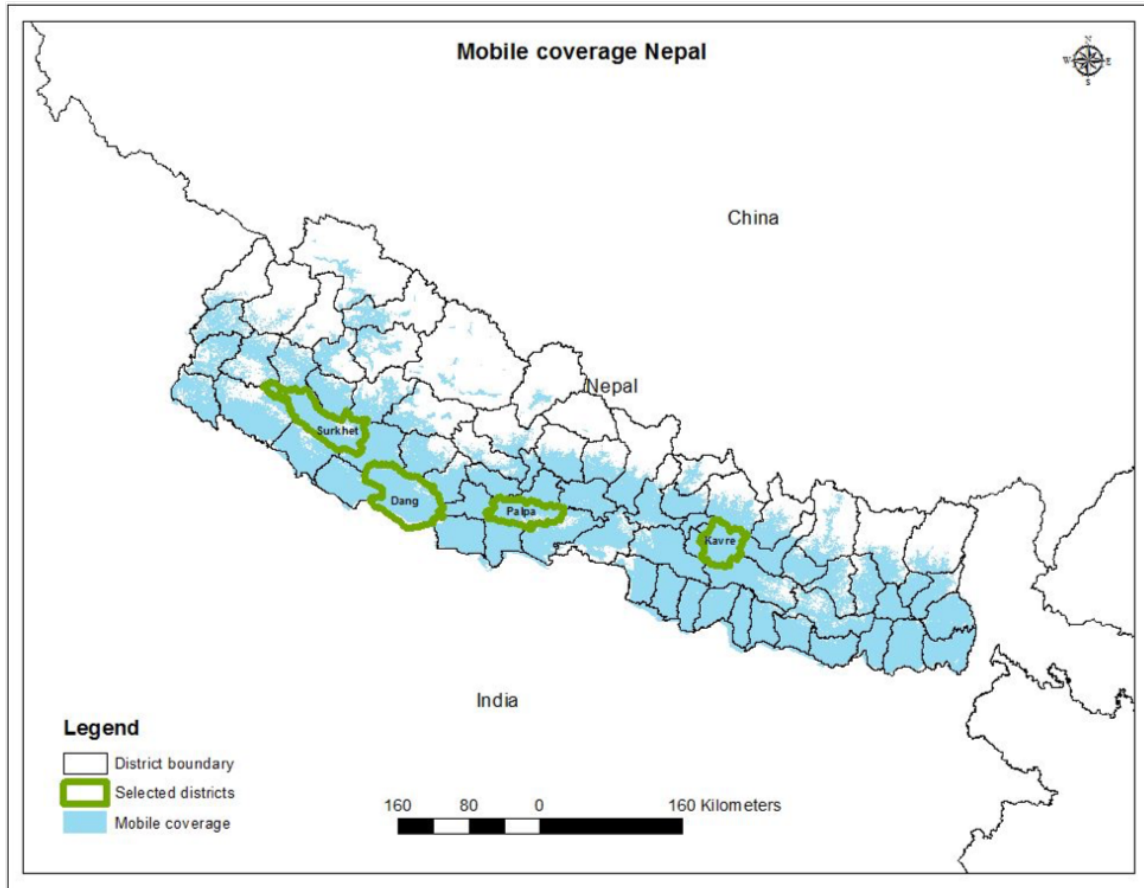 Mobile coverage Nepal
N
W E
S
China
Nepal
Surkhet
Dang
Palpa
Kavre
India
Legend
District boundary
Selected districts
Mobile coverage
160 80 0 160 Kilometers